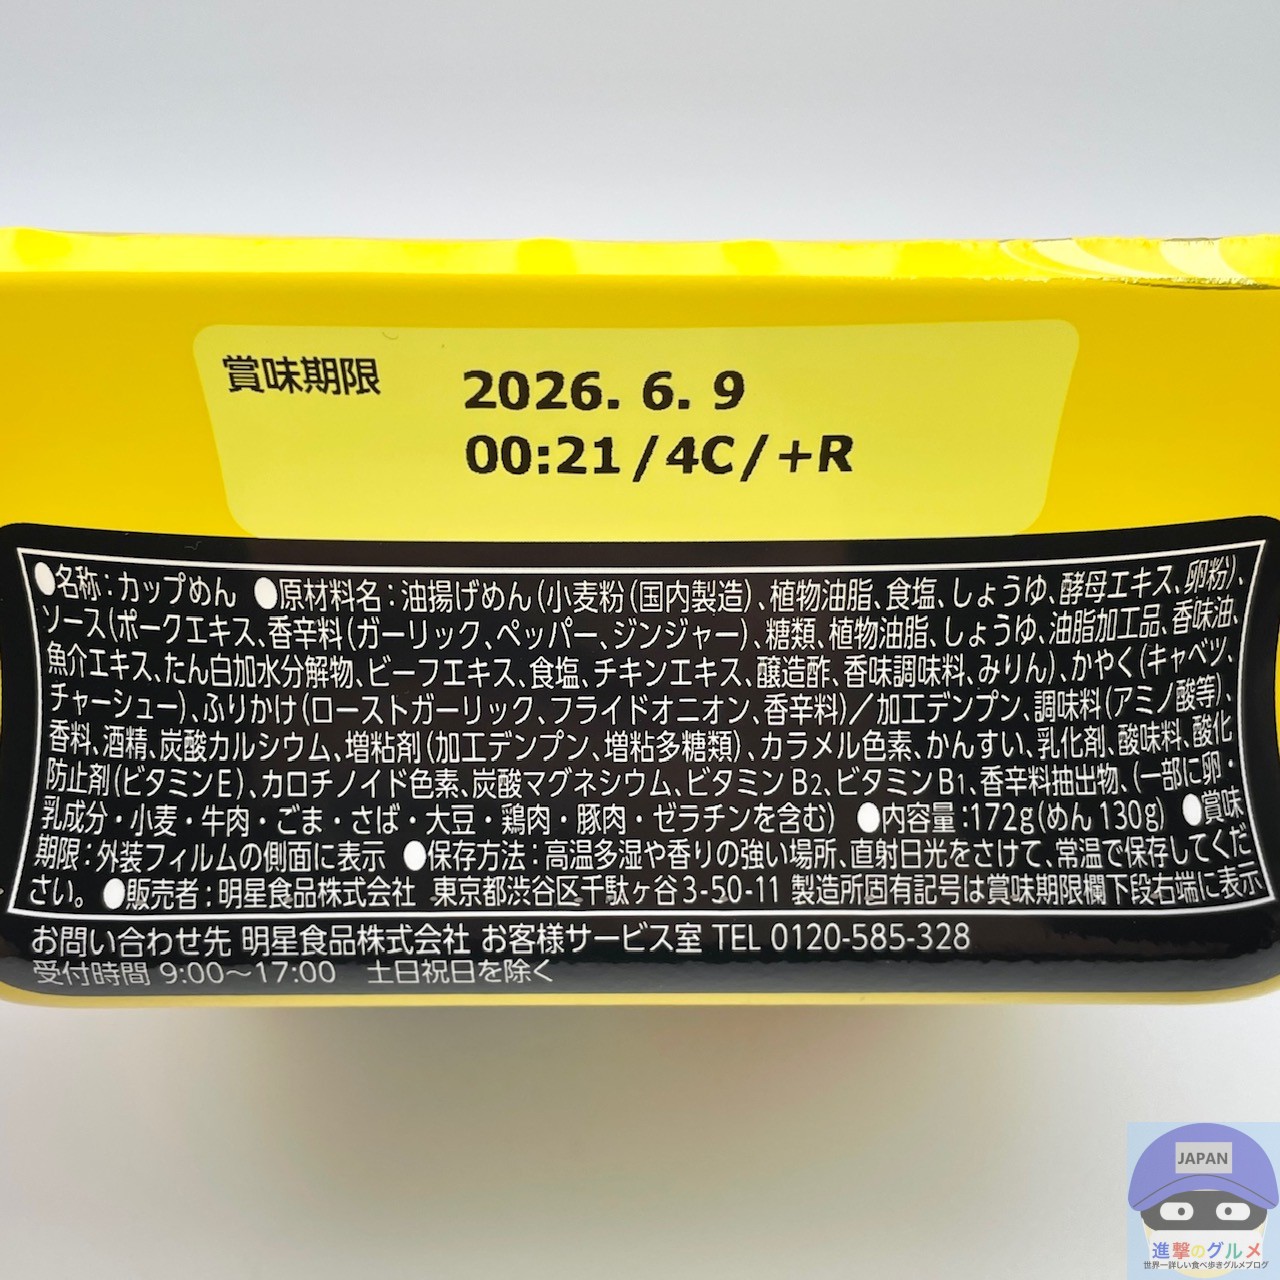 賞味期限 2026. 6. 9
00:21/4C/+R
●名称:カップめん ●原材料名:油揚げめん(小麦粉(国内製造)、植物油脂、食塩、しょうゆ、酵母エキス、卵粉)、
ソース(ポークエキス、香辛料(ガーリック、ペッパー、ジンジャー)、糖類、植物油脂、しょうゆ、油脂加工品、香味油、
魚介エキス、たん白加水分解物、ビーフエキス、食塩、チキンエキス、醸造酢、香味調味料、みりん)、かやく(キャベツ、
チャーシュー)、ふりかけ(ローストガーリック、フライドオニオン、香辛料)/加工デンプン、調味料(アミノ酸等)、
香料、酒精、炭酸カルシウム、増粘剤(加工デンプン、増粘多糖類)、カラメル色素、かんすい、乳化剤、酸味料、酸化
防止剤(ビタミンE)、カロチノイド色素、炭酸マグネシウム、ビタミンB2、ビタミンB1、香辛料抽出物、(一部に卵・
乳成分・小麦・牛肉・ごま・さば・大豆・鶏肉・豚肉・ゼラチンを含む) ●内容量:172g(めん 130g) ●賞味
期限:外装フィルムの側面に表示 ●保存方法:高温多湿や香りの強い場所、直射日光をさけて、常温で保存してくだ
さい。 ●販売者:明星食品株式会社 東京都渋谷区千駄ヶ谷3-50-11 製造所固有記号は賞味期限欄下段右端に表示
お問い合わせ先 明星食品株式会社 お客様サービス室 TEL 0120-585-328
受付時間 9:00~17:00 土日祝日を除く
JAPAN
進撃のグルメ
世界一詳しい食べ歩きグルメブログ